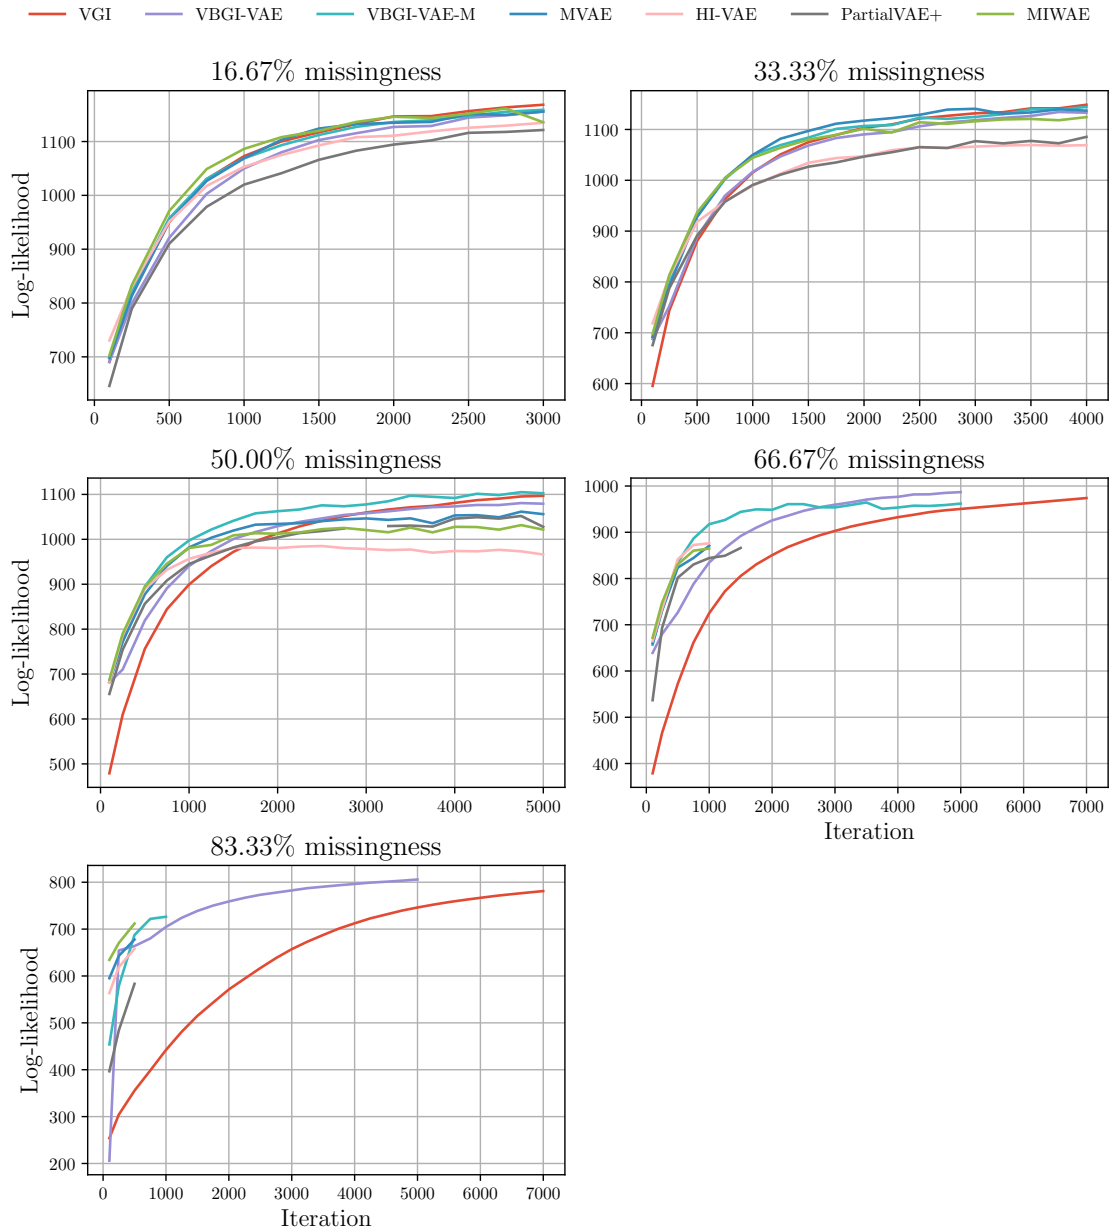 VGI VBGI-VAE VBGI-VAE-M MVAE HI-VAE PartialVAE+ MIWAE
16.67% missingness
Log-likelihood
1100
1000
900
800
700
0 500 1000 1500 2000 2500 3000
33.33% missingness
1100
1000
900
800
700
600
0 500 1000 1500 2000 2500 3000 3500 4000
50.00% missingness
Log-likelihood
1100
1000
900
800
700
600
500
0 1000 2000 3000 4000 5000
66.67% missingness
1000
900
800
700
600
500
400
0 1000 2000 3000 4000 5000 6000 7000
Iteration
83.33% missingness
Log-likelihood
800
700
600
500
400
300
200
0 1000 2000 3000 4000 5000 6000 7000
Iteration